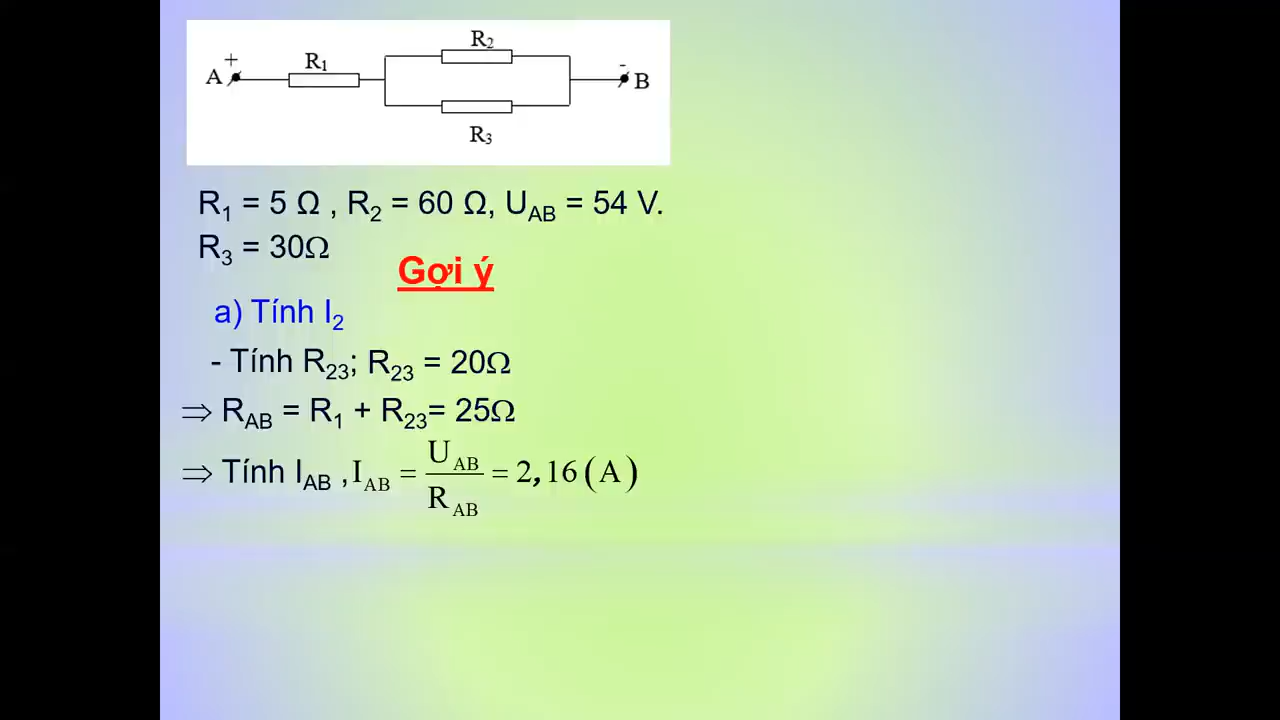 R₂
+ R₁ -
A B
R₃
R₁ = 5 Ω , R₂ = 60 Ω, U_AB = 54 V.
R₃ = 30Ω
Gợi ý
a) Tính I₂
- Tính R₂₃; R₂₃ = 20Ω
⇒ R_AB = R₁ + R₂₃= 25Ω
⇒ Tính I_AB , I_AB = U_AB / R_AB = 2,16 (A)